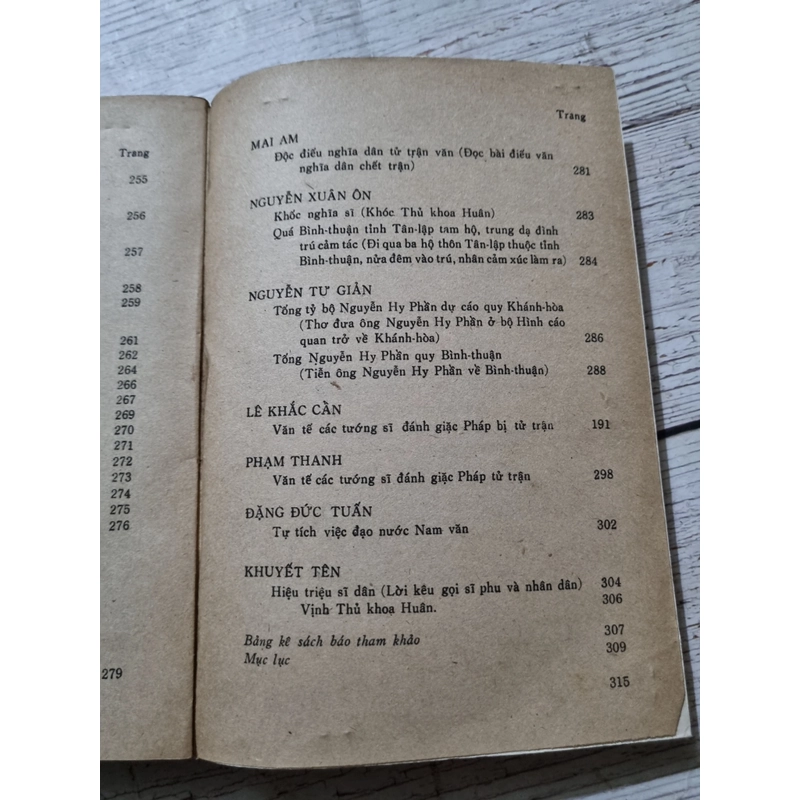 Trang
255
256
257
258
259
261
262
264
266
267
269
270
271
272
273
274
275
276
279
Trang
MAI AM
Độc điếu nghĩa dân tử trận văn (Đọc bài điếu văn
nghĩa dân chết trận) 281
NGUYỄN XUÂN ÔN
Khốc nghĩa sĩ (Khóc Thủ khoa Huân) 283
Quá Bình-thuận tỉnh Tân-lập tam hộ, trung dạ đình
trú cảm tác (Đi qua ba hộ thôn Tân-lập thuộc tỉnh
Bình-thuận, nửa đêm vào trú, nhân cảm xúc làm ra) 284
NGUYỄN TƯ GIẢN
Tống tỷ bộ Nguyễn Hy Phần dự cáo quy Khánh-hòa
(Thơ đưa ông Nguyễn Hy Phần ở bộ Hình cáo
quan trở về Khánh-hòa) 286
Tống Nguyễn Hy Phần quy Bình-thuận
(Tiễn ông Nguyễn Hy Phần về Bình-thuận) 288
LÊ KHẮC CẦN
Văn tế các tướng sĩ đánh giặc Pháp bị tử trận 191
PHẠM THANH
Văn tế các tướng sĩ đánh giặc Pháp tử trận 298
ĐẶNG ĐỨC TUẤN
Tự tích việc đạo nước Nam văn 302
KHUYẾT TÊN
Hiệu triệu sĩ dân (Lời kêu gọi sĩ phu và nhân dân) 304
Vịnh Thủ khoa Huân. 306
Bảng kê sách báo tham khảo 307
Mục lục 309
315